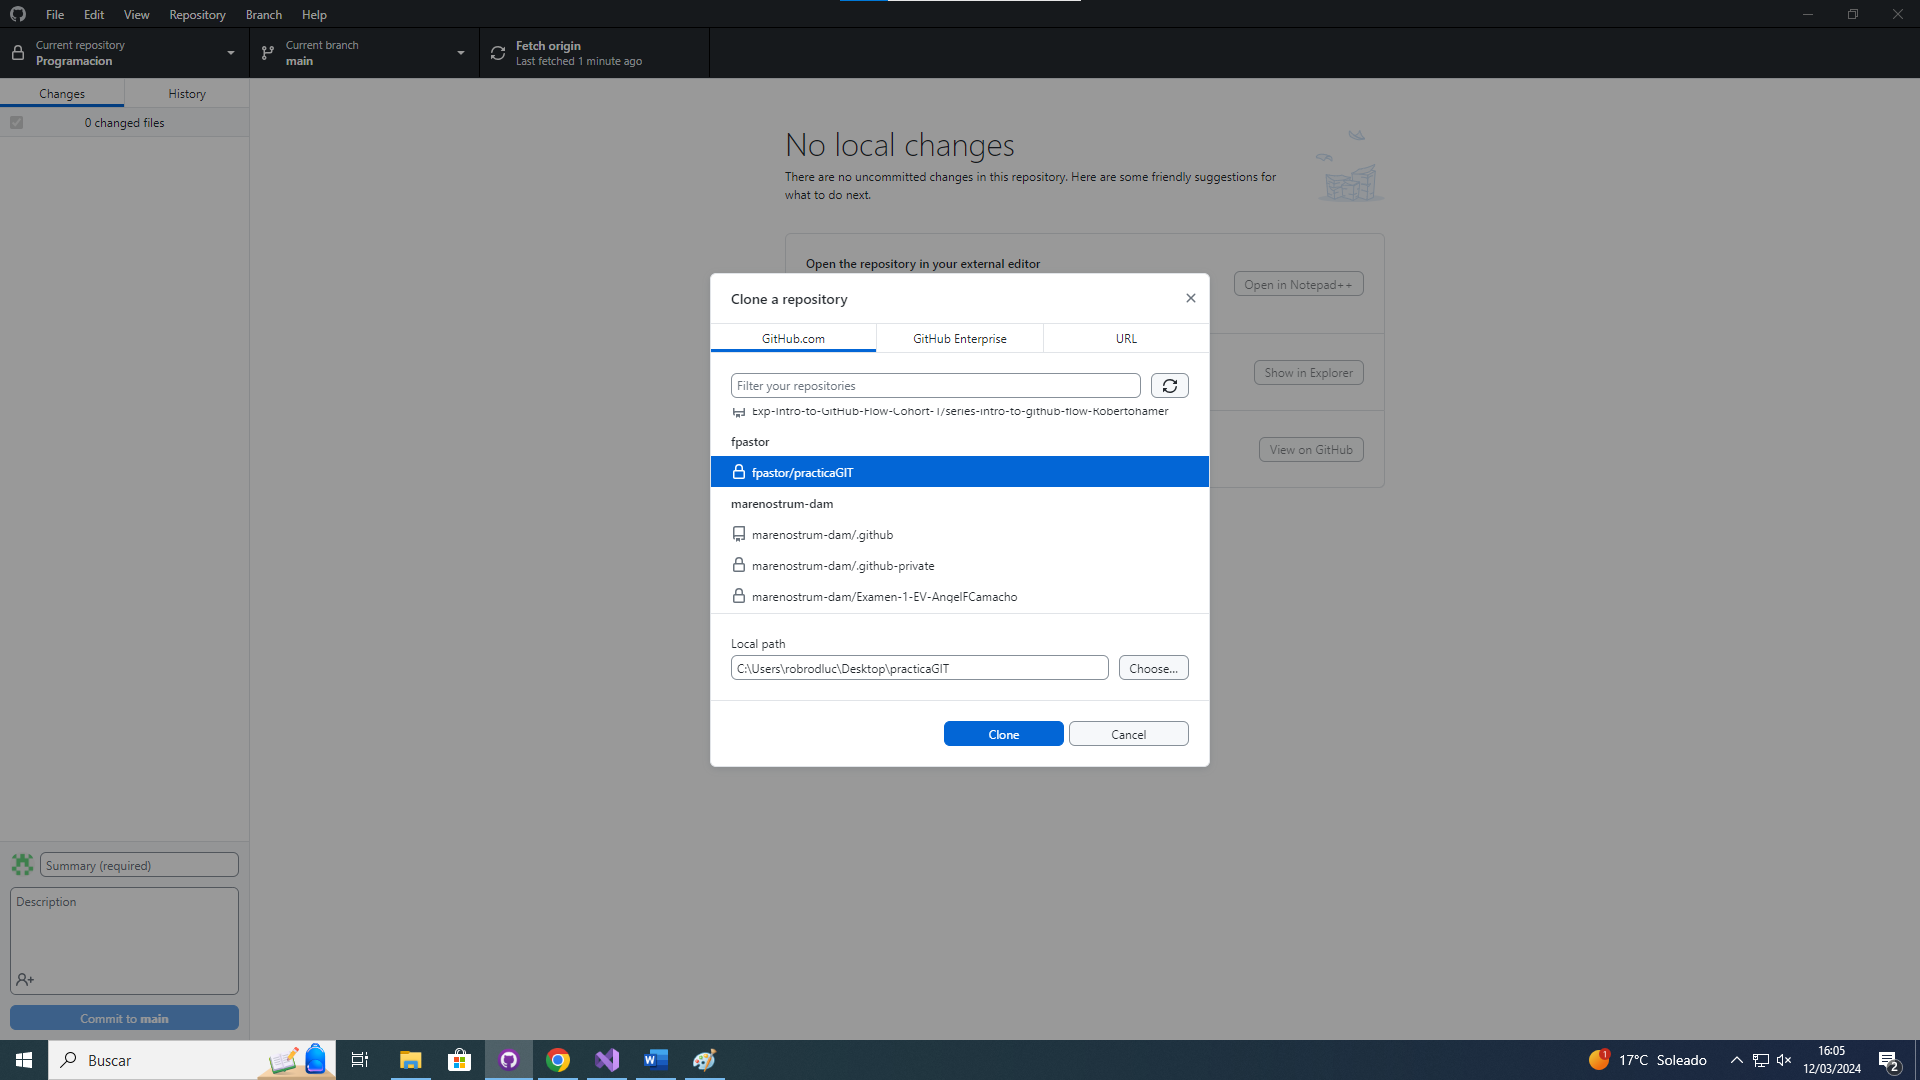 File Edit View Repository Branch Help
Current repository
Programacion
Current branch
main
Fetch origin
Last fetched 1 minute ago
Changes
History
0 changed files
No local changes
There are no uncommitted changes in this repository. Here are some friendly suggestions for
what to do next.
Open the repository in your external editor
Open in Notepad++
Show in Explorer
View on GitHub
Clone a repository
GitHub.com
GitHub Enterprise
URL
Filter your repositories
Exp-Intro-to-GitHub-Flow-Cohort-1/series-intro-to-github-flow-Robertohamer
fpastor
fpastor/practicaGIT
marenostrum-dam
marenostrum-dam/.github
marenostrum-dam/.github-private
marenostrum-dam/Examen-1-EV-AngelFCamacho
Local path
C:\Users\robrodluc\Desktop\practicaGIT
Choose...
Clone
Cancel
Summary (required)
Description
Commit to main
Buscar
1
17°C Soleado
16:05
12/03/2024
2